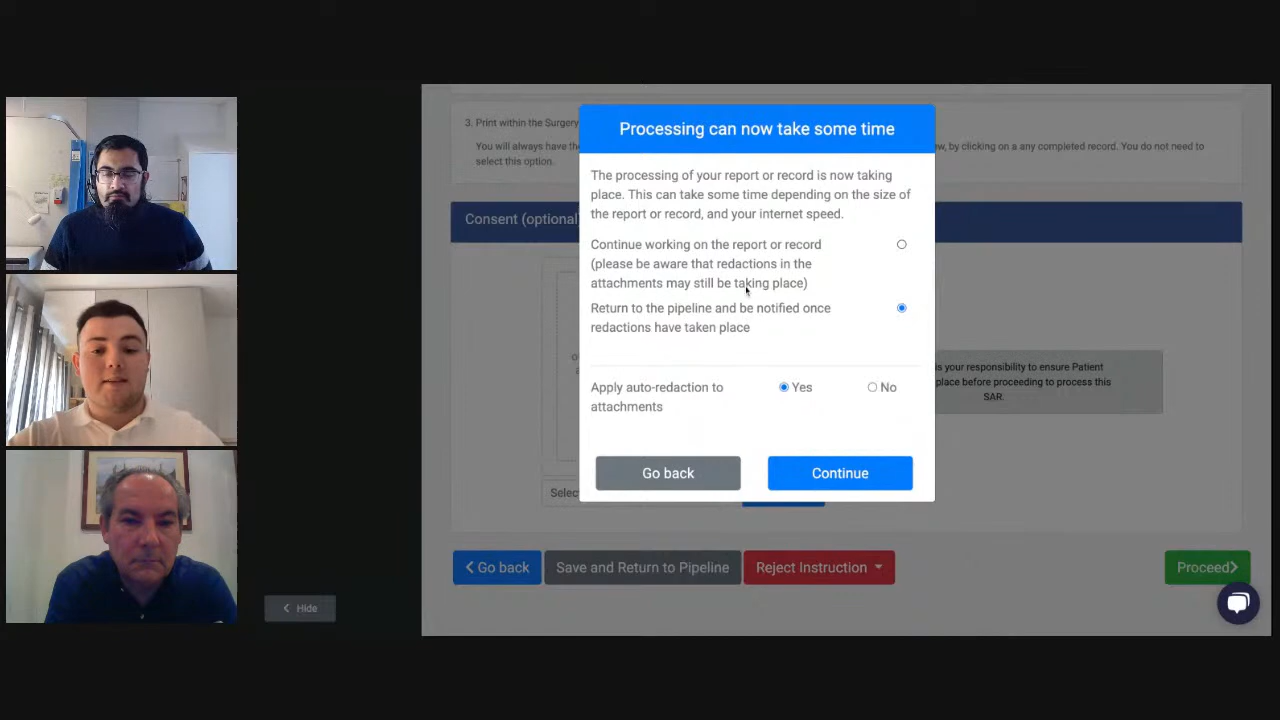 3. Print within the Surgery
You will always have the
w, by clicking on a any completed record. You do not need to
select this option.
Consent (optional
Processing can now take some time
The processing of your report or record is now taking
place. This can take some time depending on the size of
the report or record, and your internet speed.
Continue working on the report or record
(please be aware that redactions in the
attachments may still be taking place)
Return to the pipeline and be notified once
redactions have taken place
is your responsibility to ensure Patient
place before proceeding to process this
SAR.
Apply auto-redaction to
attachments
Yes
No
Go back
Continue
Selec
Go back
Save and Return to Pipeline
Reject Instruction
Proceed
Hide